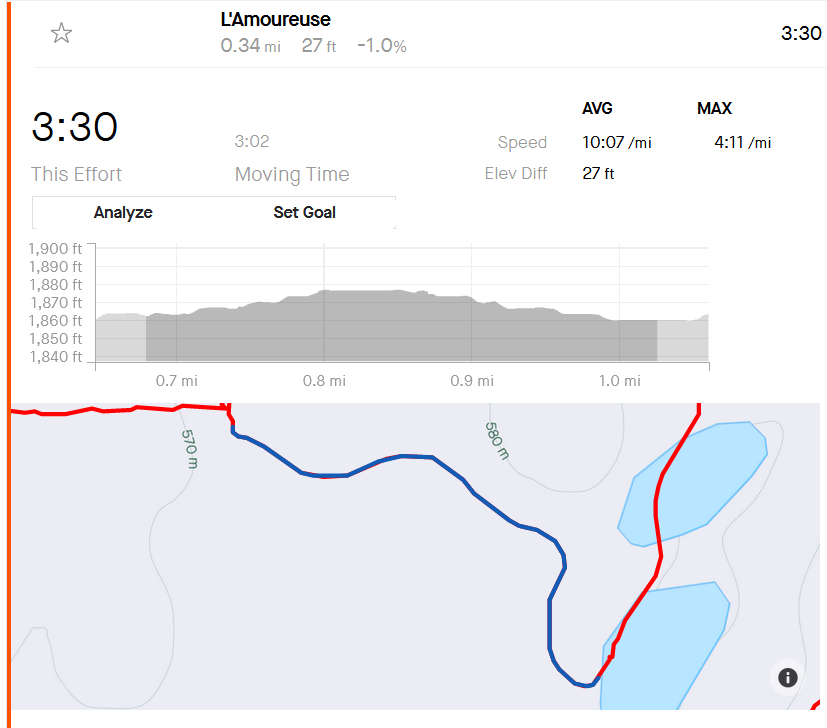 L'Amoureuse
0.34 mi 27 ft -1.0%
3:30
AVG MAX
3:30
3:02
Speed 10:07 /mi 4:11 /mi
This Effort
Moving Time
Elev Diff 27 ft
Analyze Set Goal
1,900 ft
1,890 ft
1,880 ft
1,870 ft
1,860 ft
1,850 ft
1,840 ft
0.7 mi 0.8 mi 0.9 mi 1.0 mi
570 m
580 m
i